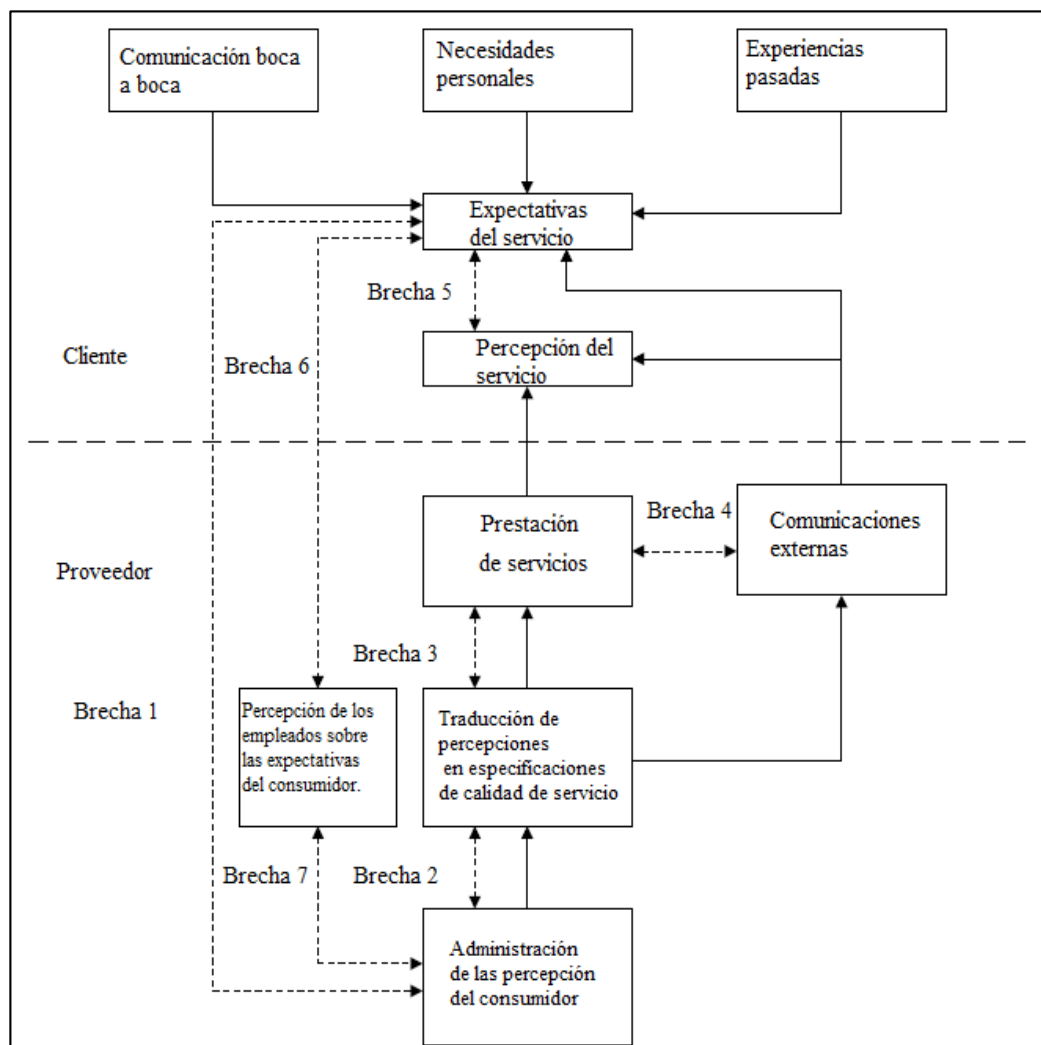 Comunicación boca
a boca
Necesidades
personales
Experiencias
pasadas
Expectativas
del servicio
Brecha 5
Cliente
Brecha 6
Percepción del
servicio
Prestación
de servicios
Brecha 4
Comunicaciones
externas
Proveedor
Brecha 3
Brecha 1
Percepción de los
empleados sobre
las expectativas
del consumidor.
Traducción de
percepciones
en especificaciones
de calidad de servicio
Brecha 7
Brecha 2
Administración
de las percepción
del consumidor